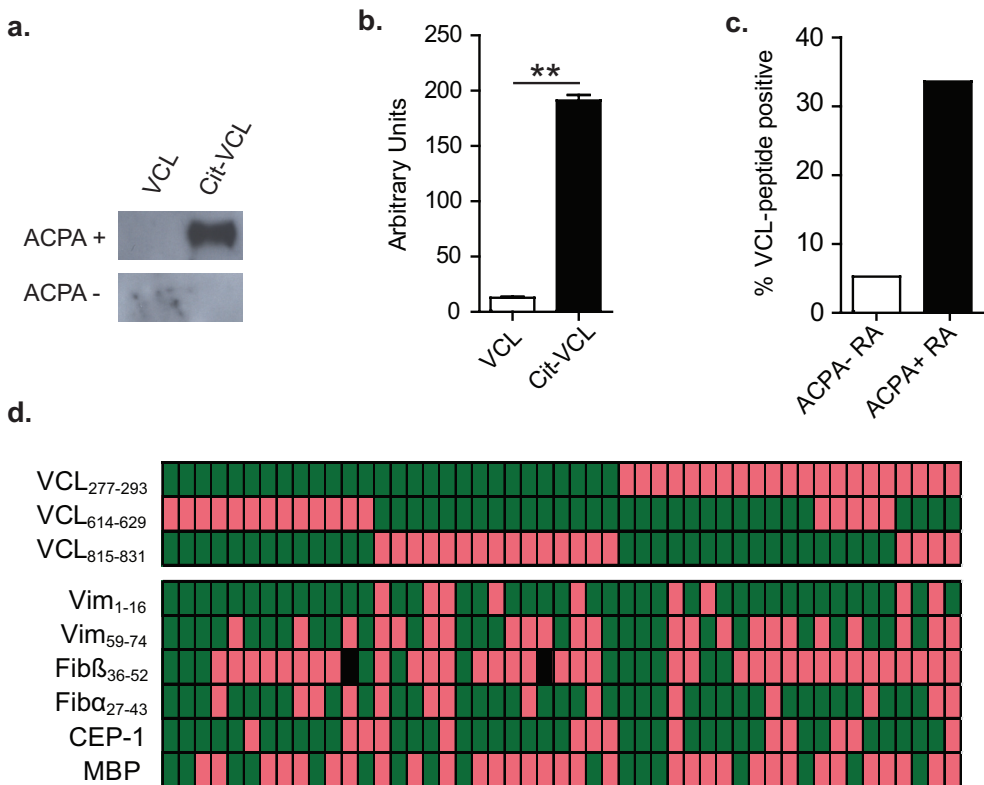 a.
VCL
Cit-VCL
ACPA +
ACPA -
b.
Arbitrary Units
250
200
150
100
50
0
**
VCL
Cit-VCL
c.
% VCL-peptide positive
40
30
20
10
0
ACPA- RA
ACPA+ RA
d.
VCL277-293
VCL614-629
VCL815-831
Vim1-16
Vim59-74
Fibß36-52
Fibα27-43
CEP-1
MBP